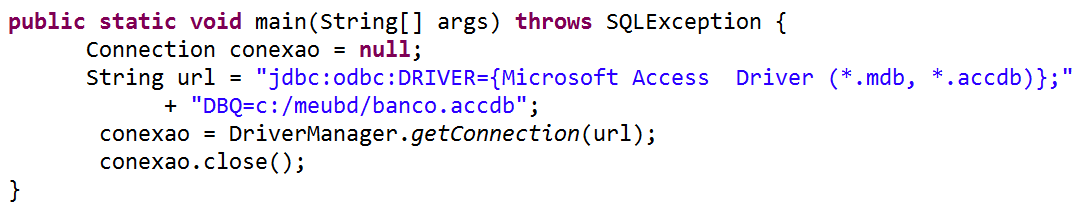 public static void main(String[] args) throws SQLException {
Connection conexao = null;
String url = "jdbc:odbc:DRIVER={Microsoft Access  Driver (*.mdb, *.accdb)};"
+ "DBQ=c:/meubd/banco.accdb";
conexao = DriverManager.getConnection(url);
conexao.close();
}